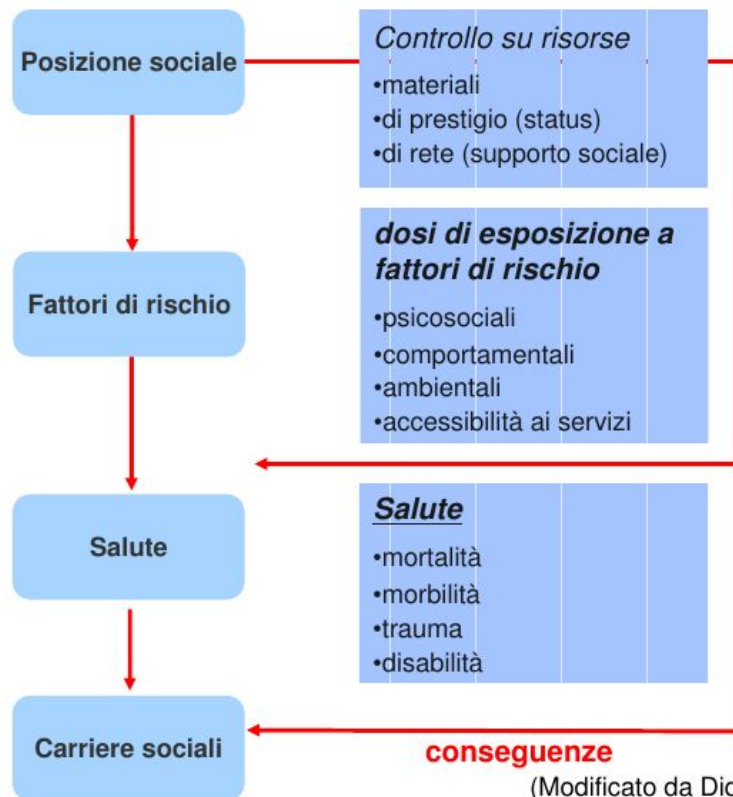 Posizione sociale
Controllo su risorse
•materiali
•di prestigio (status)
•di rete (supporto sociale)
Fattori di rischio
dosi di esposizione a
fattori di rischio
•psicosociali
•comportamentali
•ambientali
•accessibilità ai servizi
Salute
Salute
•mortalità
•morbilità
•trauma
•disabilità
Carriere sociali
conseguenze
(Modificato da